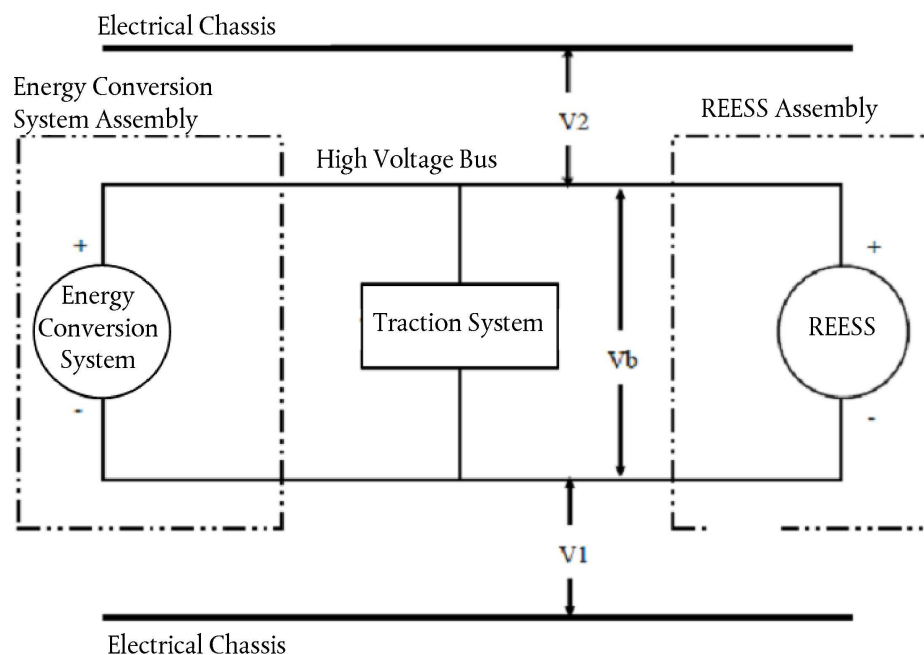 Electrical Chassis
Energy Conversion
System Assembly
V2
REESS Assembly
High Voltage Bus
+
+
Energy
Conversion
System
Traction System
Vb
REESS
-
-
V1
Electrical Chassis